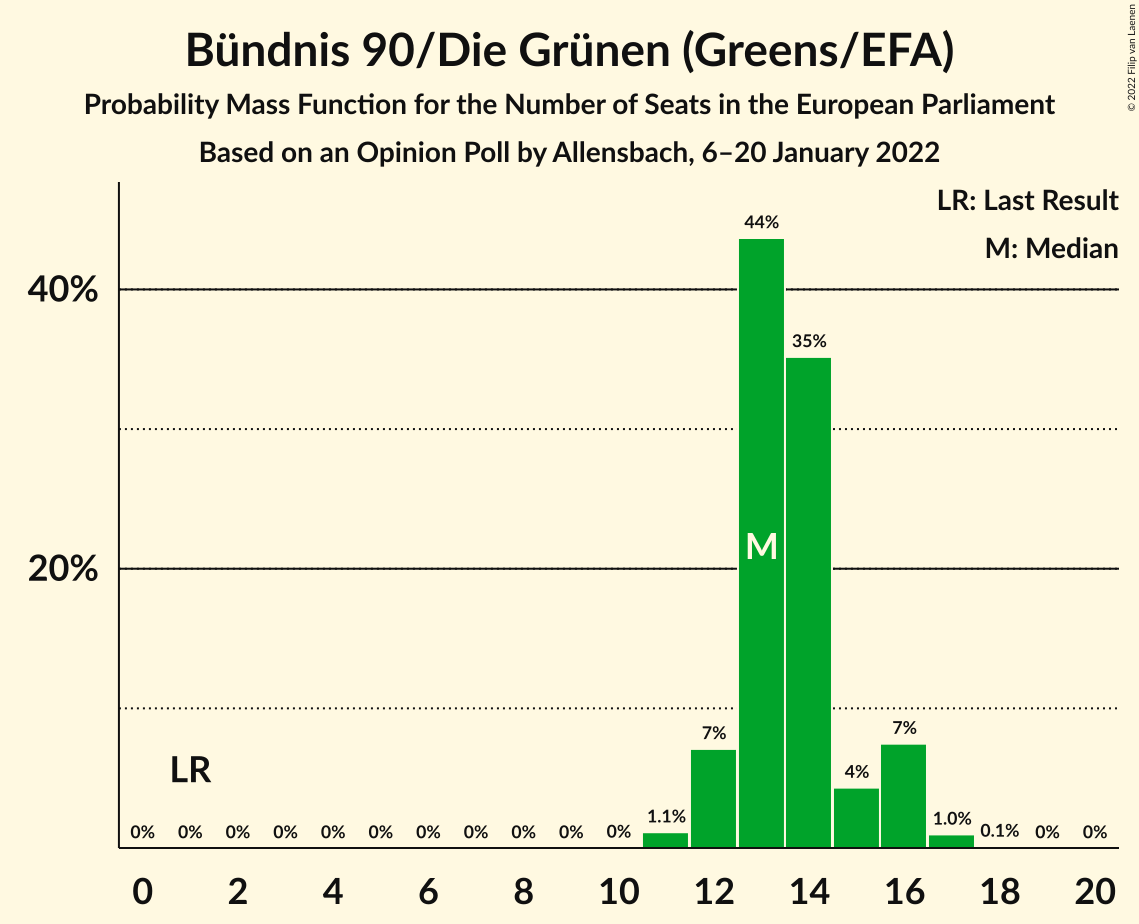 Bündnis 90/Die Grünen (Greens/EFA)
Probability Mass Function for the Number of Seats in the European Parliament
Based on an Opinion Poll by Allensbach, 6–20 January 2022
© 2022 Filip van Laenen
LR: Last Result
M: Median
40%
20%
44%
35%
M
7%
7%
4%
LR
0% 0% 0% 0% 0% 0% 0% 0% 0% 0% 0% 1.1% 1.0% 0.1% 0% 0%
0 2 4 6 8 10 12 14 16 18 20